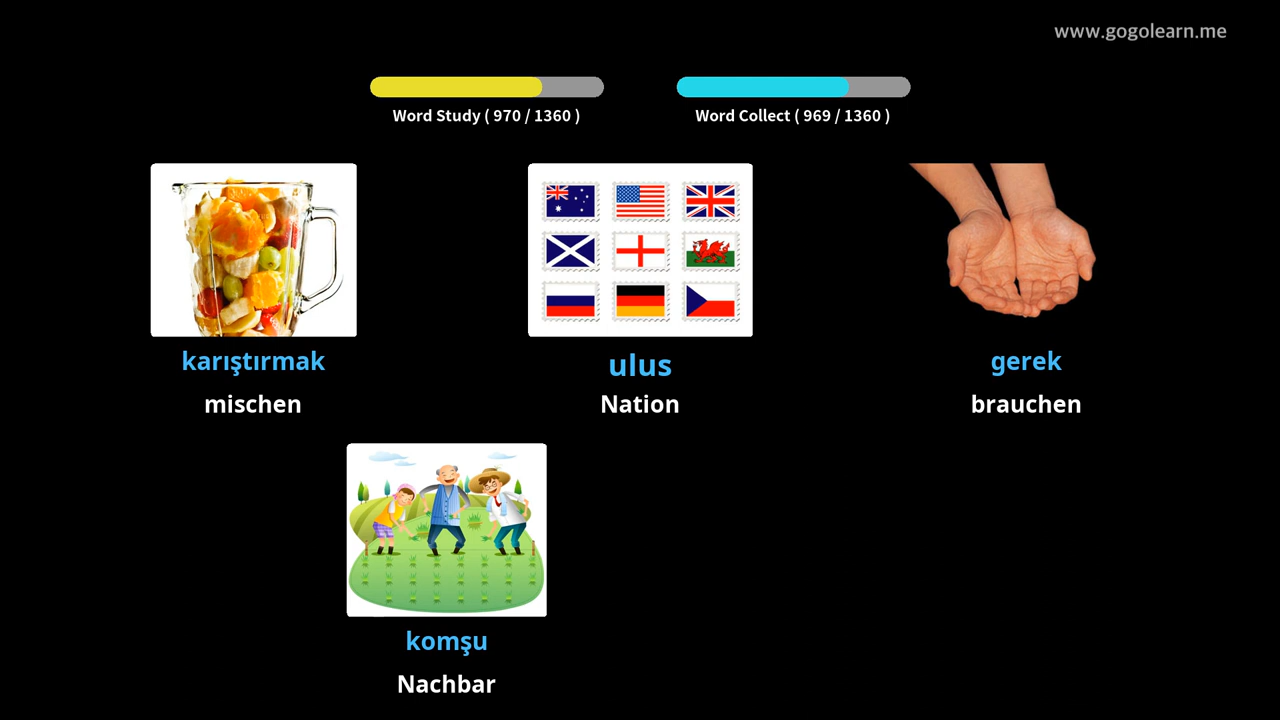 www.gogolearn.me
Word Study ( 970 / 1360 )
Word Collect ( 969 / 1360 )
karıştırmak
mischen
ulus
Nation
gerek
brauchen
komşu
Nachbar